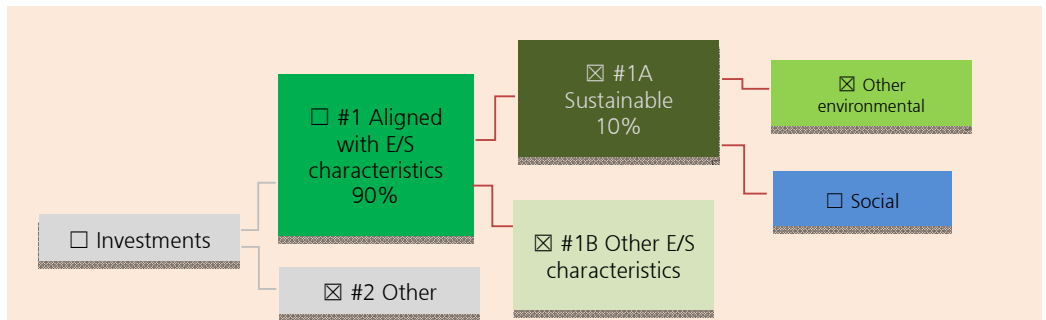 ☐ Investments
☐ #1 Aligned
with E/S
characteristics
90%
☒ #2 Other
☒ #1A
Sustainable
10%
☒ #1B Other E/S
characteristics
☒ Other
environmental
☐ Social